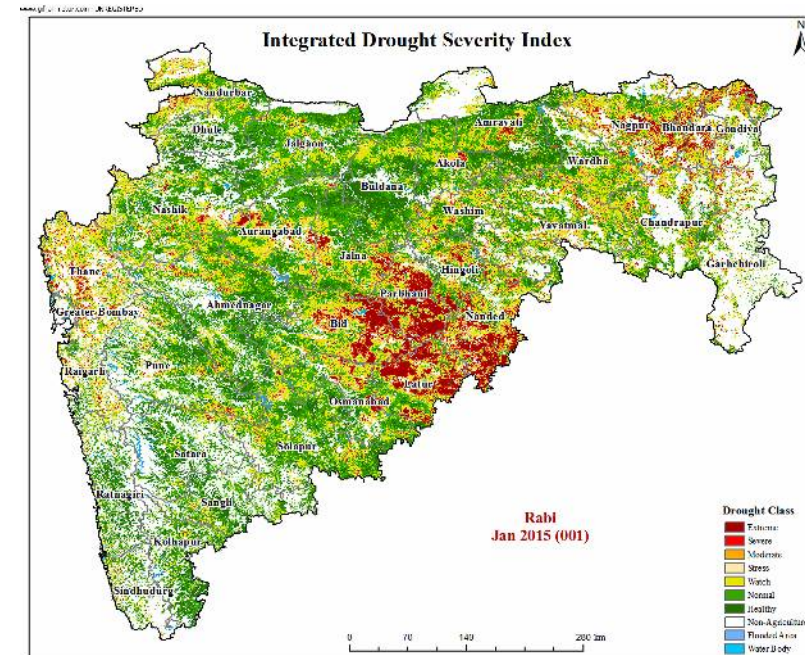 Integrated Drought Severity Index
N
Nandurbar
Dhule
Jalgaon
Amravati
Nagpur
Bhandara
Gondiya
Akola
Wardha
Buldana
Nashik
Washim
Aurangabad
Yavatmal
Chandrapur
Jalna
Hingoli
Garhchiroli
Thane
Parbhani
Greater Bombay
Ahmednagar
Bid
Nanded
Raigarh
Pune
Latur
Osmanabad
Solapur
Satara
Ratnagiri
Sangli
Kolhapur
Sindhudurg
Rabi
Jan 2015 (001)
Drought Class
Extreme
Severe
Moderate
Stress
Watch
Normal
Healthy
Non-Agriculture
Flooded Area
Water Body
0 70 140 280 km